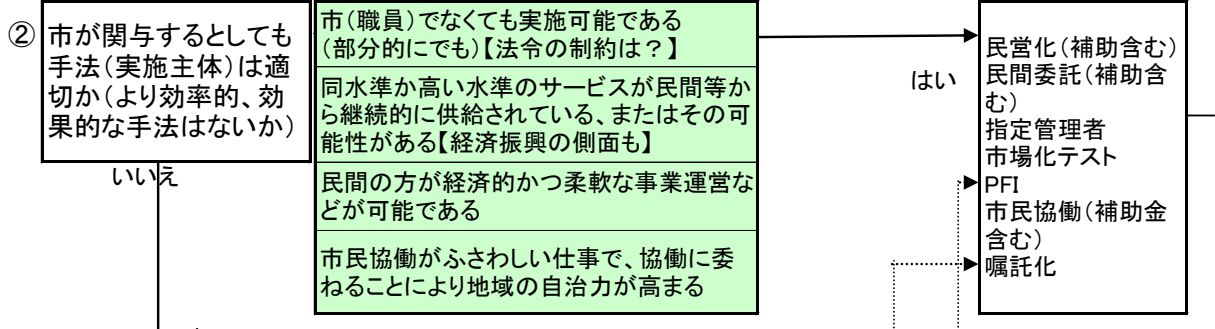 ②
市が関与するとしても
手法(実施主体)は適
切か(より効率的、効
果的な手法はないか)
いいえ
市(職員)でなくても実施可能である
(部分的にでも)【法令の制約は?】
同水準か高い水準のサービスが民間等か
ら継続的に供給されている、またはその可
能性がある【経済振興の側面も】
民間の方が経済的かつ柔軟な事業運営な
どが可能である
市民協働がふさわしい仕事で、協働に委
ねることにより地域の自治力が高まる
はい
民営化(補助含む)
民間委託(補助含
む)
指定管理者
市場化テスト
PFI
市民協働(補助金
含む)
嘱託化